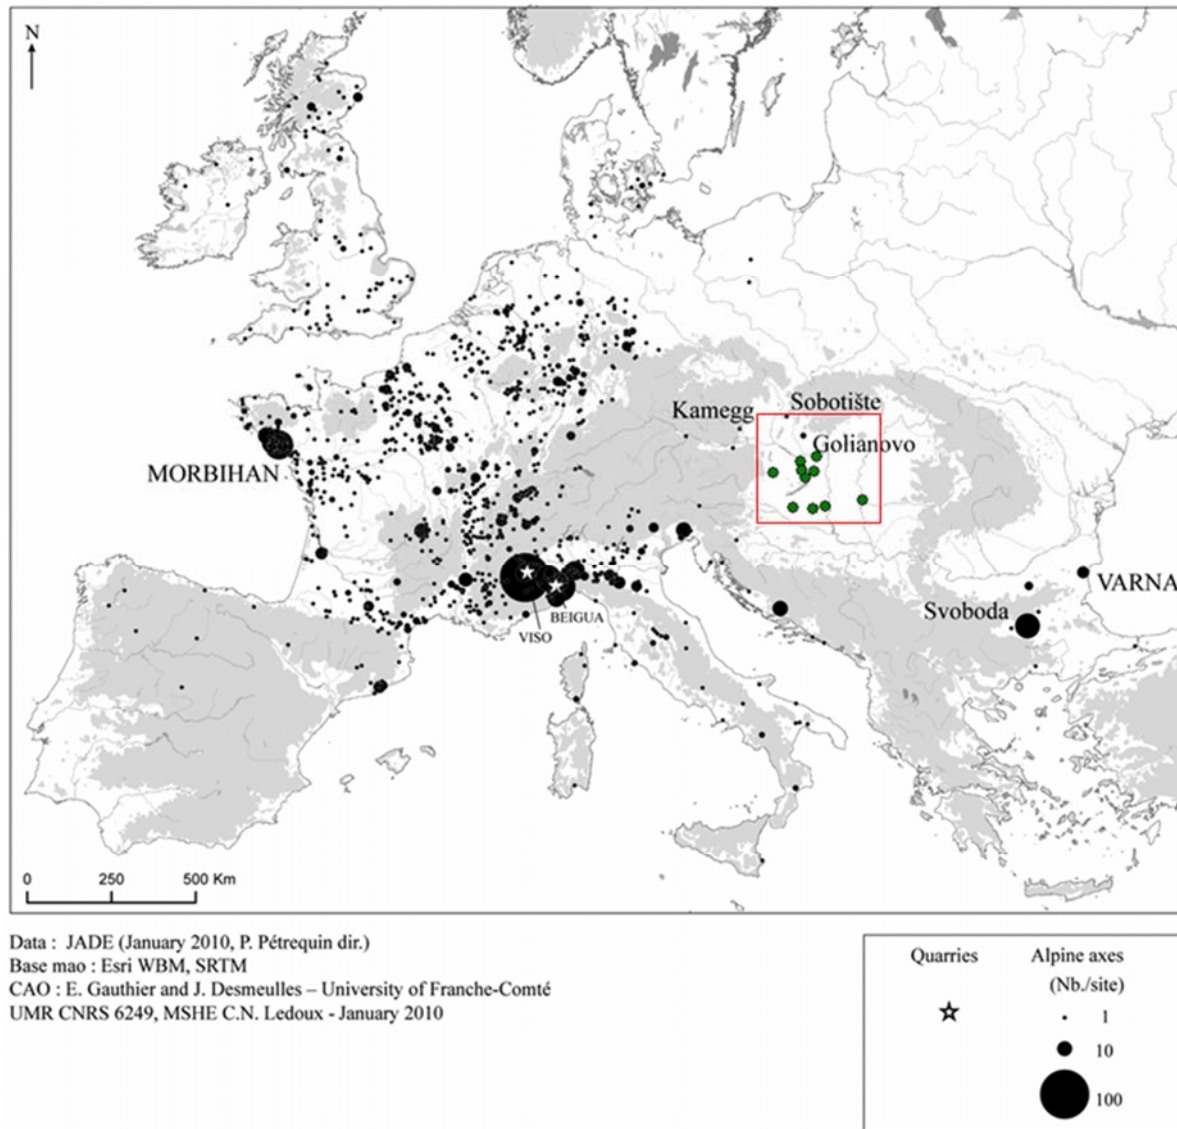 N
Kamegg
Sobotište
Golianovo
MORBIHAN
VARNA
Svoboda
BEIGUA
VISO
0 250 500 Km
Data : JADE (January 2010, P. Pétrequin dir.)
Base mao : Esri WBM, SRTM
CAO : E. Gauthier and J. Desmeulles – University of Franche-Comté
UMR CNRS 6249, MSHE C.N. Ledoux - January 2010
Quarries
Alpine axes
(Nb./site)
1
10
100